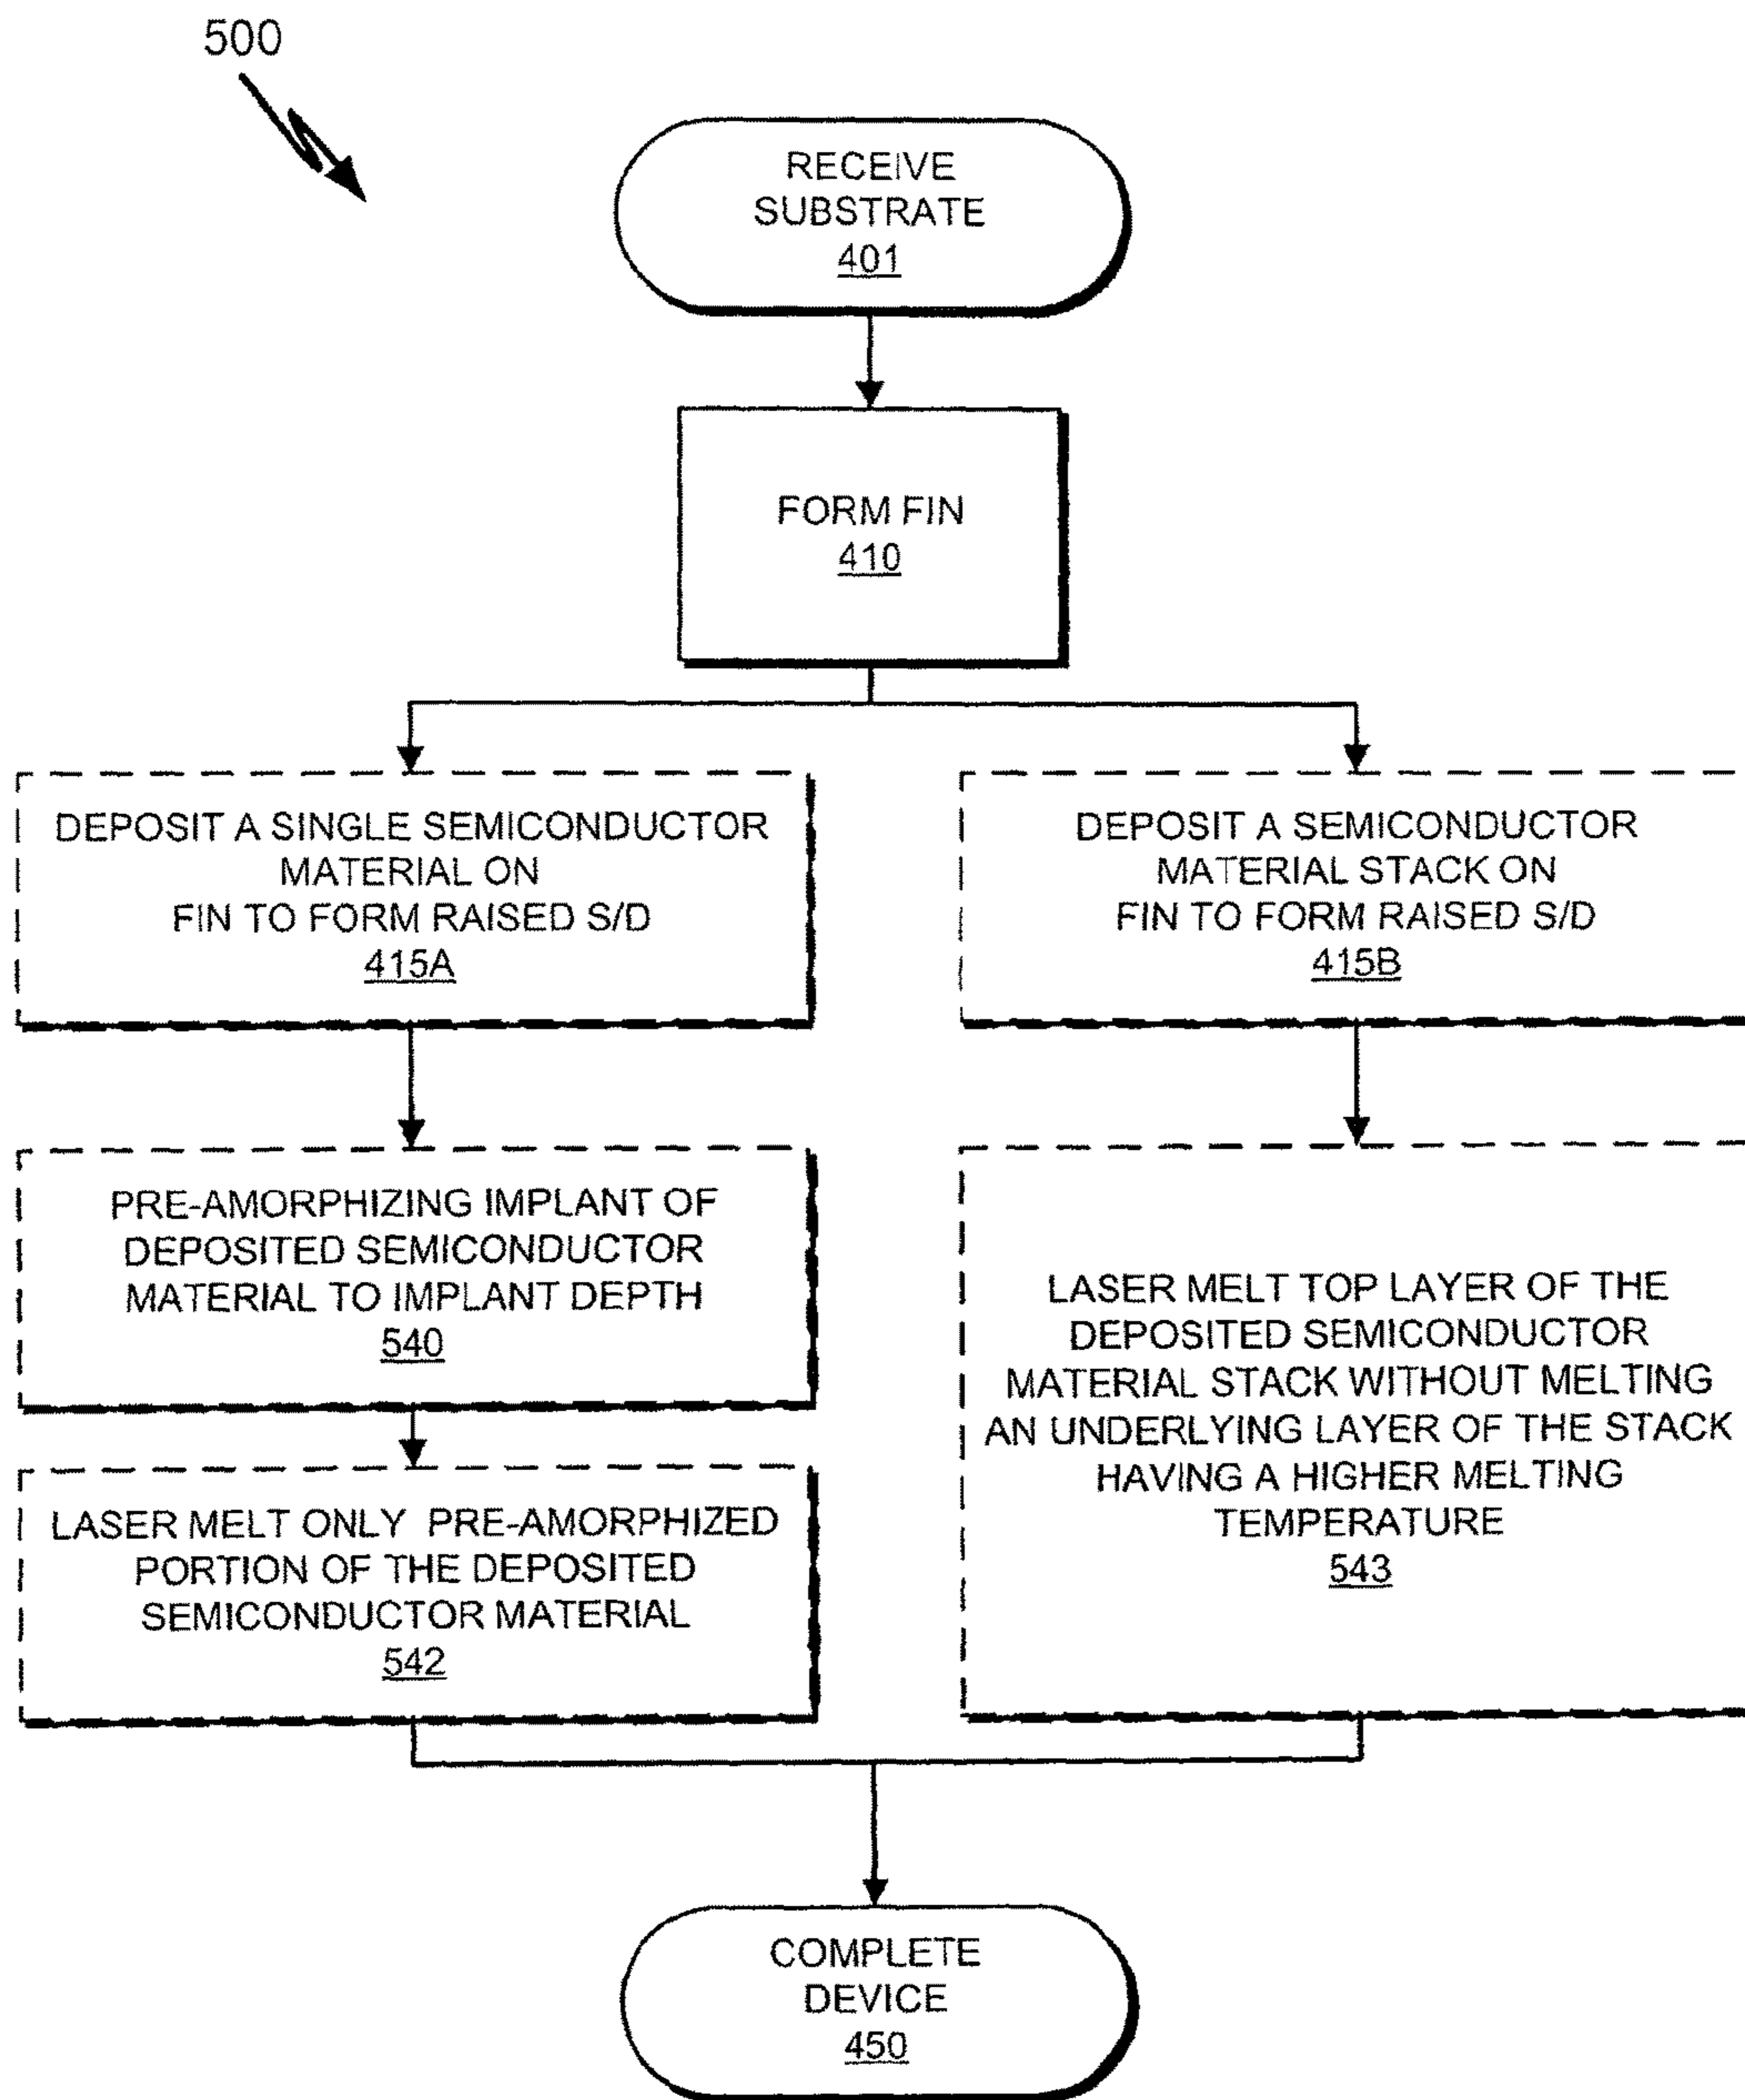 500
RECEIVE
SUBSTRATE
401
FORM FIN
410
DEPOSIT A SINGLE SEMICONDUCTOR
MATERIAL ON
FIN TO FORM RAISED S/D
415A
DEPOSIT A SEMICONDUCTOR
MATERIAL STACK ON
FIN TO FORM RAISED S/D
415B
PRE-AMORPHIZING IMPLANT OF
DEPOSITED SEMICONDUCTOR
MATERIAL TO IMPLANT DEPTH
540
LASER MELT ONLY PRE-AMORPHIZED
PORTION OF THE DEPOSITED
SEMICONDUCTOR MATERIAL
542
LASER MELT TOP LAYER OF THE
DEPOSITED SEMICONDUCTOR
MATERIAL STACK WITHOUT MELTING
AN UNDERLYING LAYER OF THE STACK
HAVING A HIGHER MELTING
TEMPERATURE
543
COMPLETE
DEVICE
450